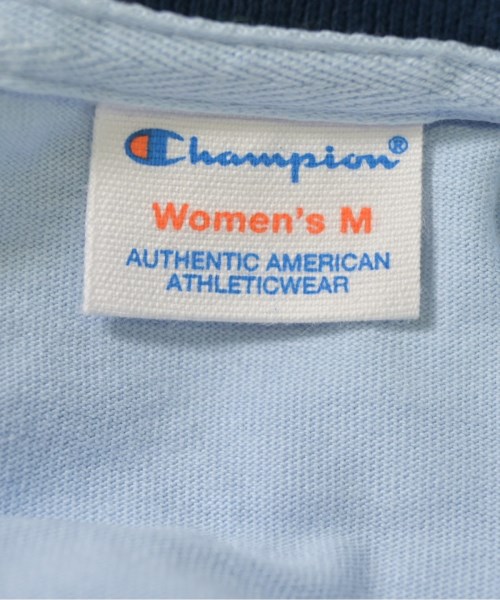 Champion®
Women's M
AUTHENTIC AMERICAN
ATHLETICWEAR